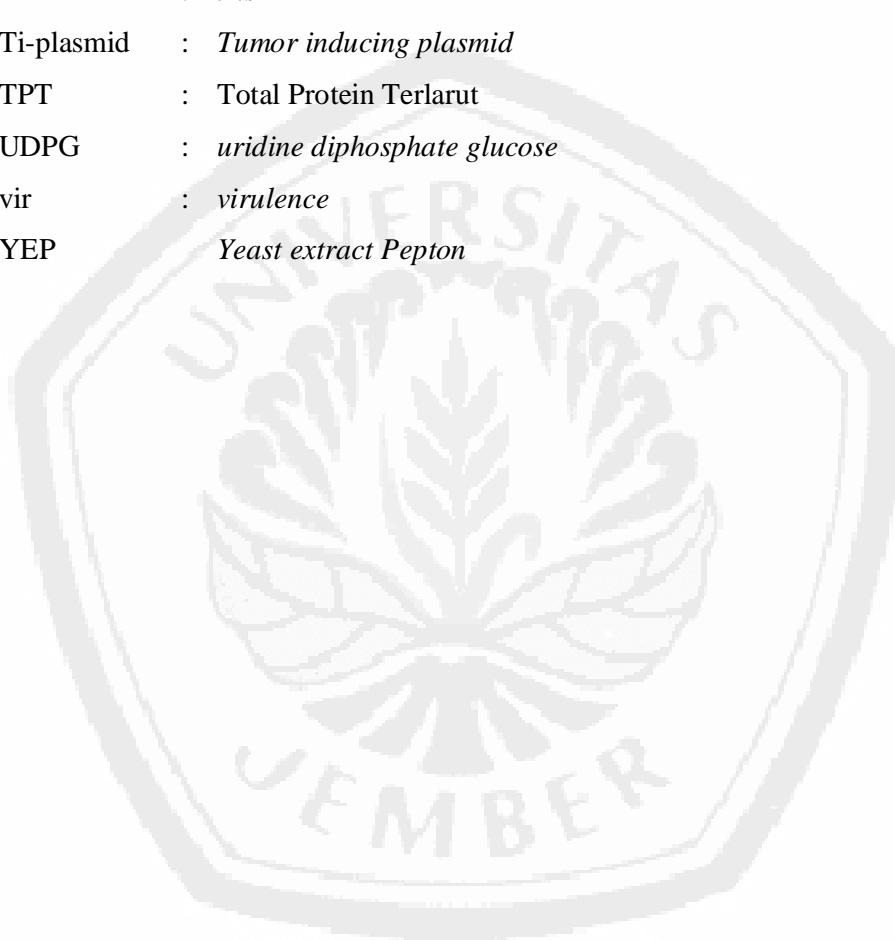 Ti-plasmid : Tumor inducing plasmid
TPT : Total Protein Terlarut
UDPG : uridine diphosphate glucose
vir : virulence
YEP Yeast extract Pepton
UNIVERSITAS
JEMBER